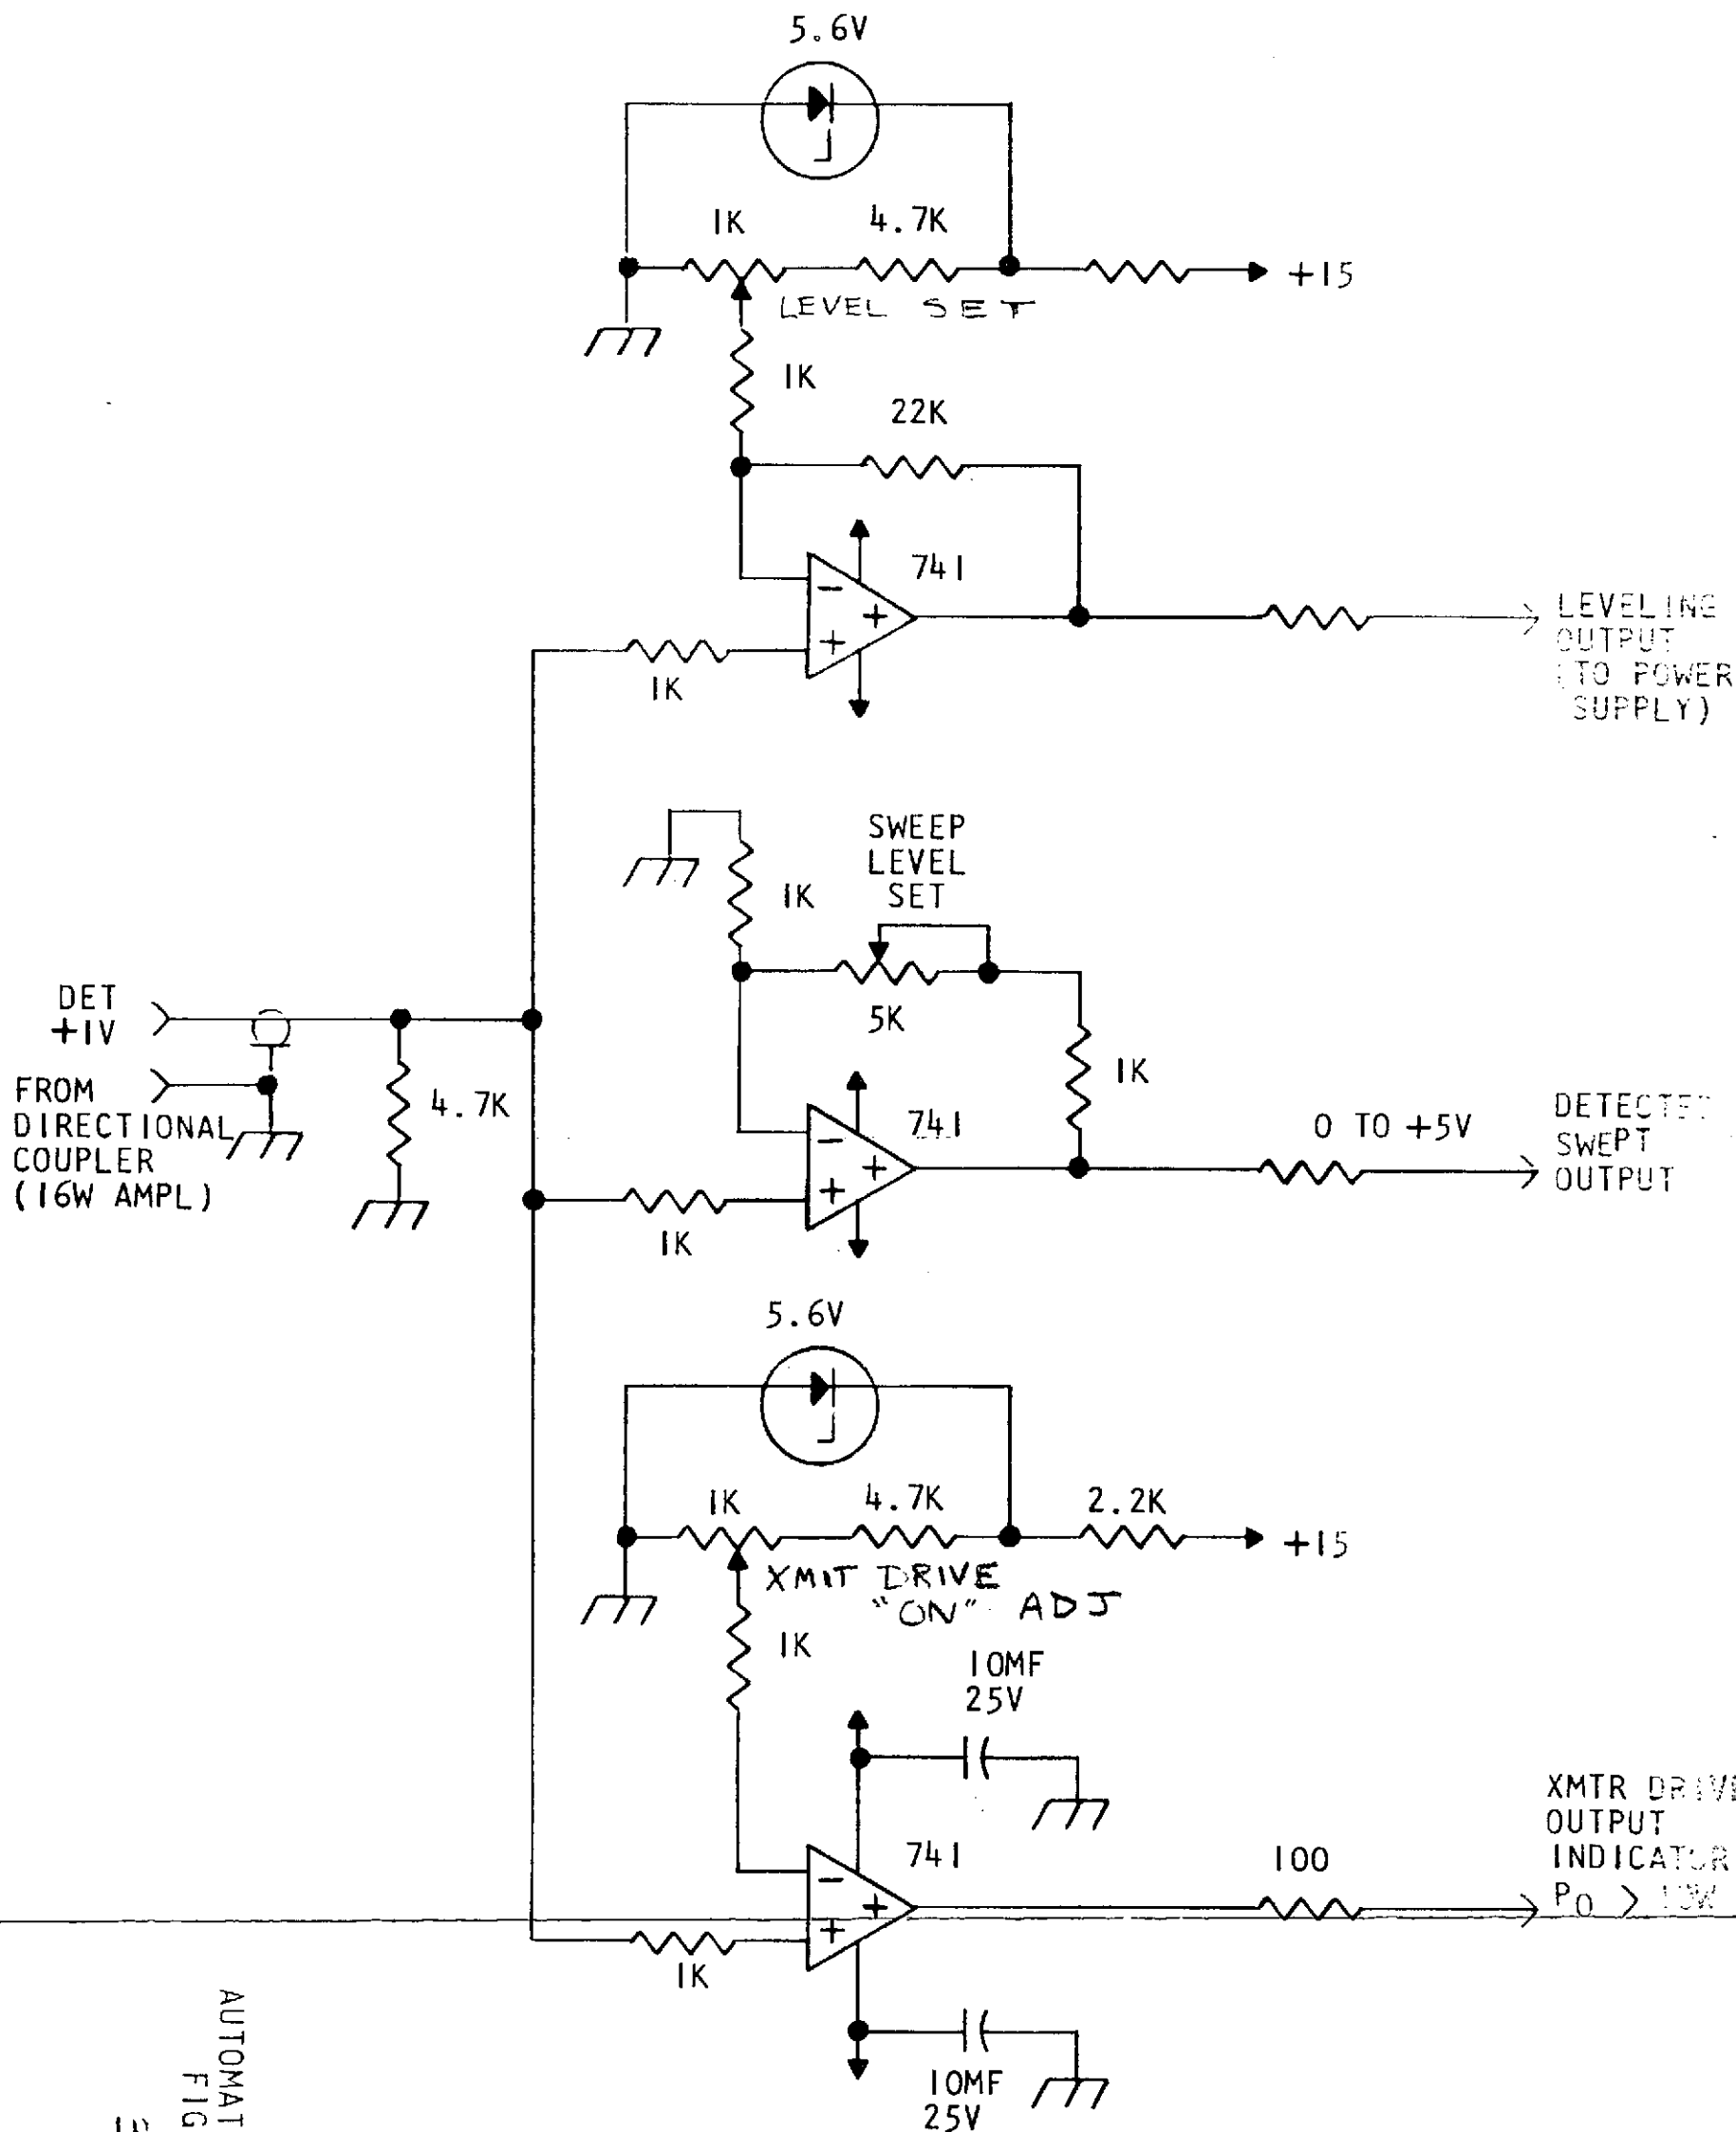 5.6V
1K
4.7K
+15
LEVEL SET
1K
22K
741
-
+
+
1K
LEVELING
OUTPUT
(TO POWER
SUPPLY)
SWEEP
LEVEL
SET
1K
5K
1K
DET
+1V
FROM
DIRECTIONAL
COUPLER
(16W AMPL)
4.7K
741
-
+
+
1K
0 TO +5V
DETECTED
SWEPT
OUTPUT
5.6V
1K
4.7K
2.2K
+15
XMIT DRIVE
"ON" ADJ
1K
10MF
25V
741
-
+
+
1K
100
XMTR DRIVE
OUTPUT
INDICATOR
PO > 10W
10MF
25V
AUTOMAT
FIG